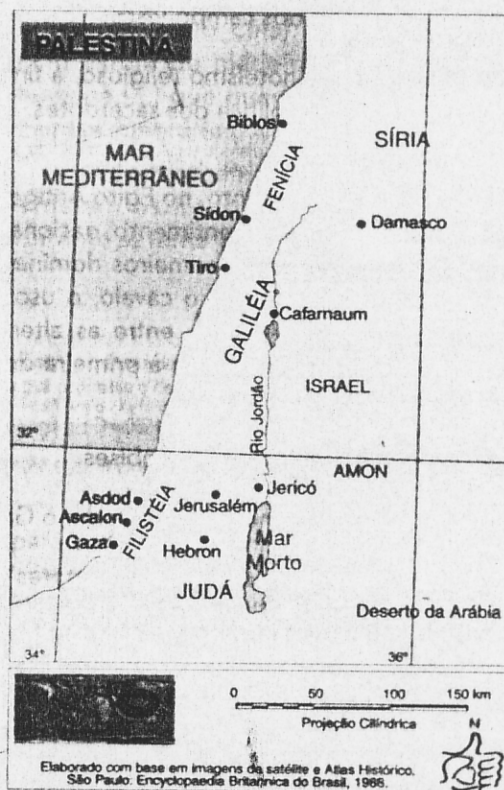 PALESTINA
Biblos
SÍRIA
MAR
MEDITERRÂNEO
FENÍCIA
Sídon
Damasco
Tiro
GALILÉIA
Cafarnaum
Rio Jordão
ISRAEL
32°
AMON
Asdod
Jerusalém
Jericó
Ascalon
FILISTÉIA
Gaza
Hebron
Mar
Morto
JUDÁ
Deserto da Arábia
34°
36°
0 50 100 150 km
Projeção Cilíndrica
N
Elaborado com base em imagens de satélite e Atlas Histórico.
São Paulo: Encyclopaedia Britannica do Brasil, 1988.